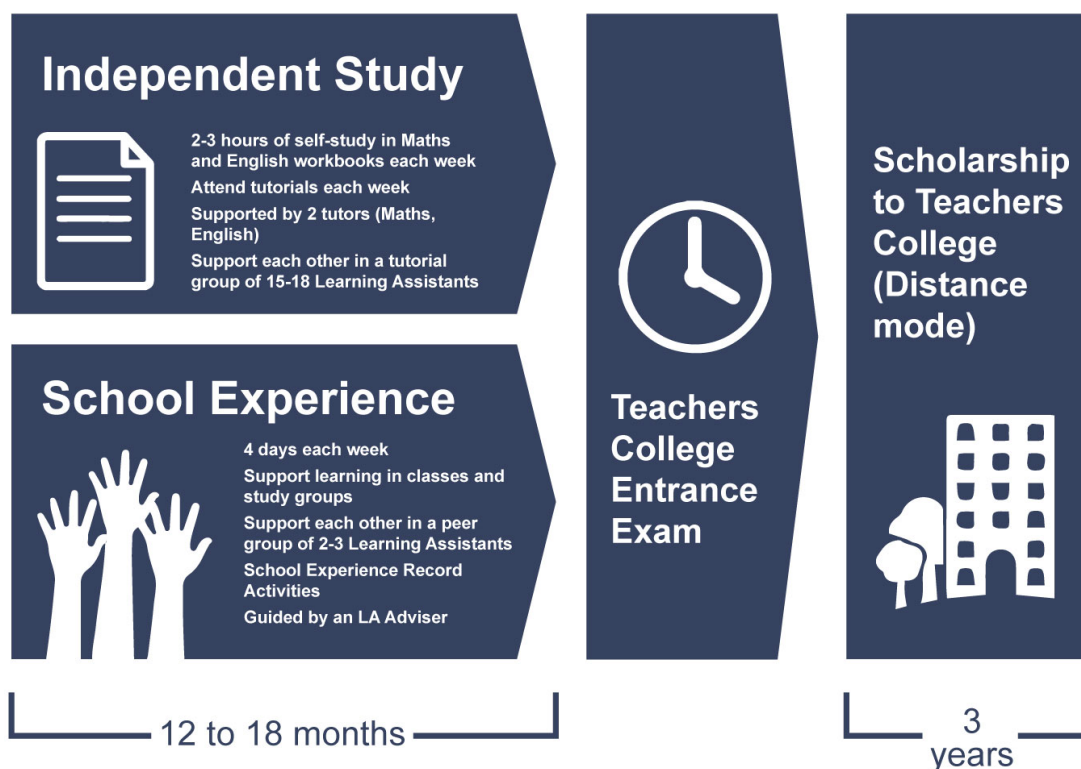 Independent Study
2-3 hours of self-study in Maths
and English workbooks each week
Attend tutorials each week
Supported by 2 tutors (Maths,
English)
Support each other in a tutorial
group of 15-18 Learning Assistants
School Experience
4 days each week
Support learning in classes and
study groups
Support each other in a peer
group of 2-3 Learning Assistants
School Experience Record
Activities
Guided by an LA Adviser
12 to 18 months
Teachers
College
Entrance
Exam
Scholarship
to Teachers
College
(Distance
mode)
3
years